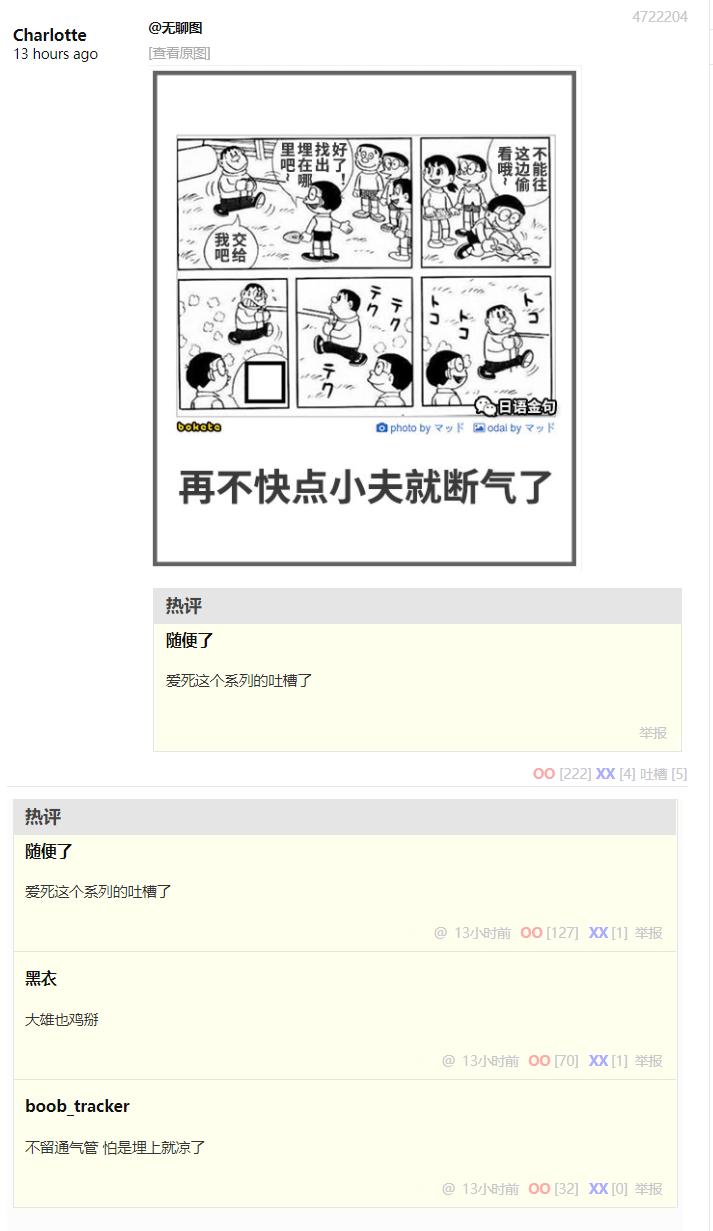 4722204
Charlotte
13 hours ago
@无聊图
[查看原图]
好了！
找出
埋在哪
里吧~
交给
我吧
不能往
这边偷
看哦~
テク
テク
テク
トコ
トコ
トコ
日语金句
bokete
photo by マッド
odai by マッド
再不快点小夫就断气了
热评
随便了
爱死这个系列的吐槽了
举报
OO [222] XX [4] 吐槽 [5]
热评
随便了
爱死这个系列的吐槽了
@ 13小时前 OO [127] XX [1] 举报
黑衣
大雄也鸡掰
@ 13小时前 OO [70] XX [1] 举报
boob_tracker
不留通气管 怕是埋上就凉了
@ 13小时前 OO [32] XX [0] 举报